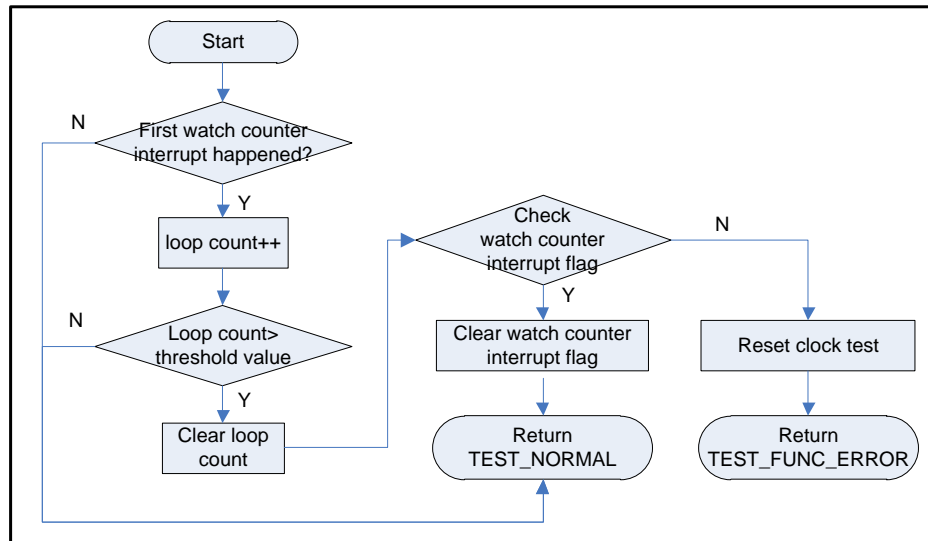 Start
N
First watch counter
interrupt happened?
Y
loop count++
N
Loop count>
threshold value
Y
Clear loop
count
Check
watch counter
interrupt flag
N
Y
Clear watch counter
interrupt flag
Reset clock test
Return
TEST_NORMAL
Return
TEST_FUNC_ERROR